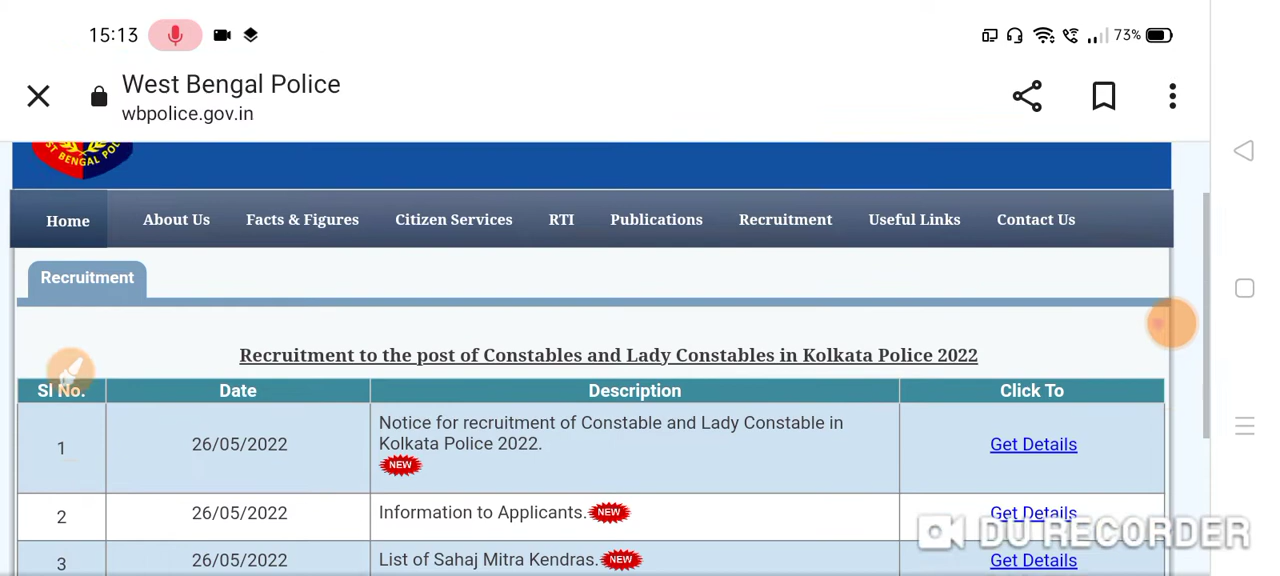 15:13
73%
West Bengal Police
wbpolice.gov.in
ST BENGAL POL
Home About Us Facts & Figures Citizen Services RTI Publications Recruitment Useful Links Contact Us
Recruitment
Recruitment to the post of Constables and Lady Constables in Kolkata Police 2022
Sl No. Date Description Click To
1 26/05/2022 Notice for recruitment of Constable and Lady Constable in Get Details
Kolkata Police 2022.
NEW
2 26/05/2022 Information to Applicants. NEW Get Details
DU RECORDER
3 26/05/2022 List of Sahaj Mitra Kendras. NEW Get Details